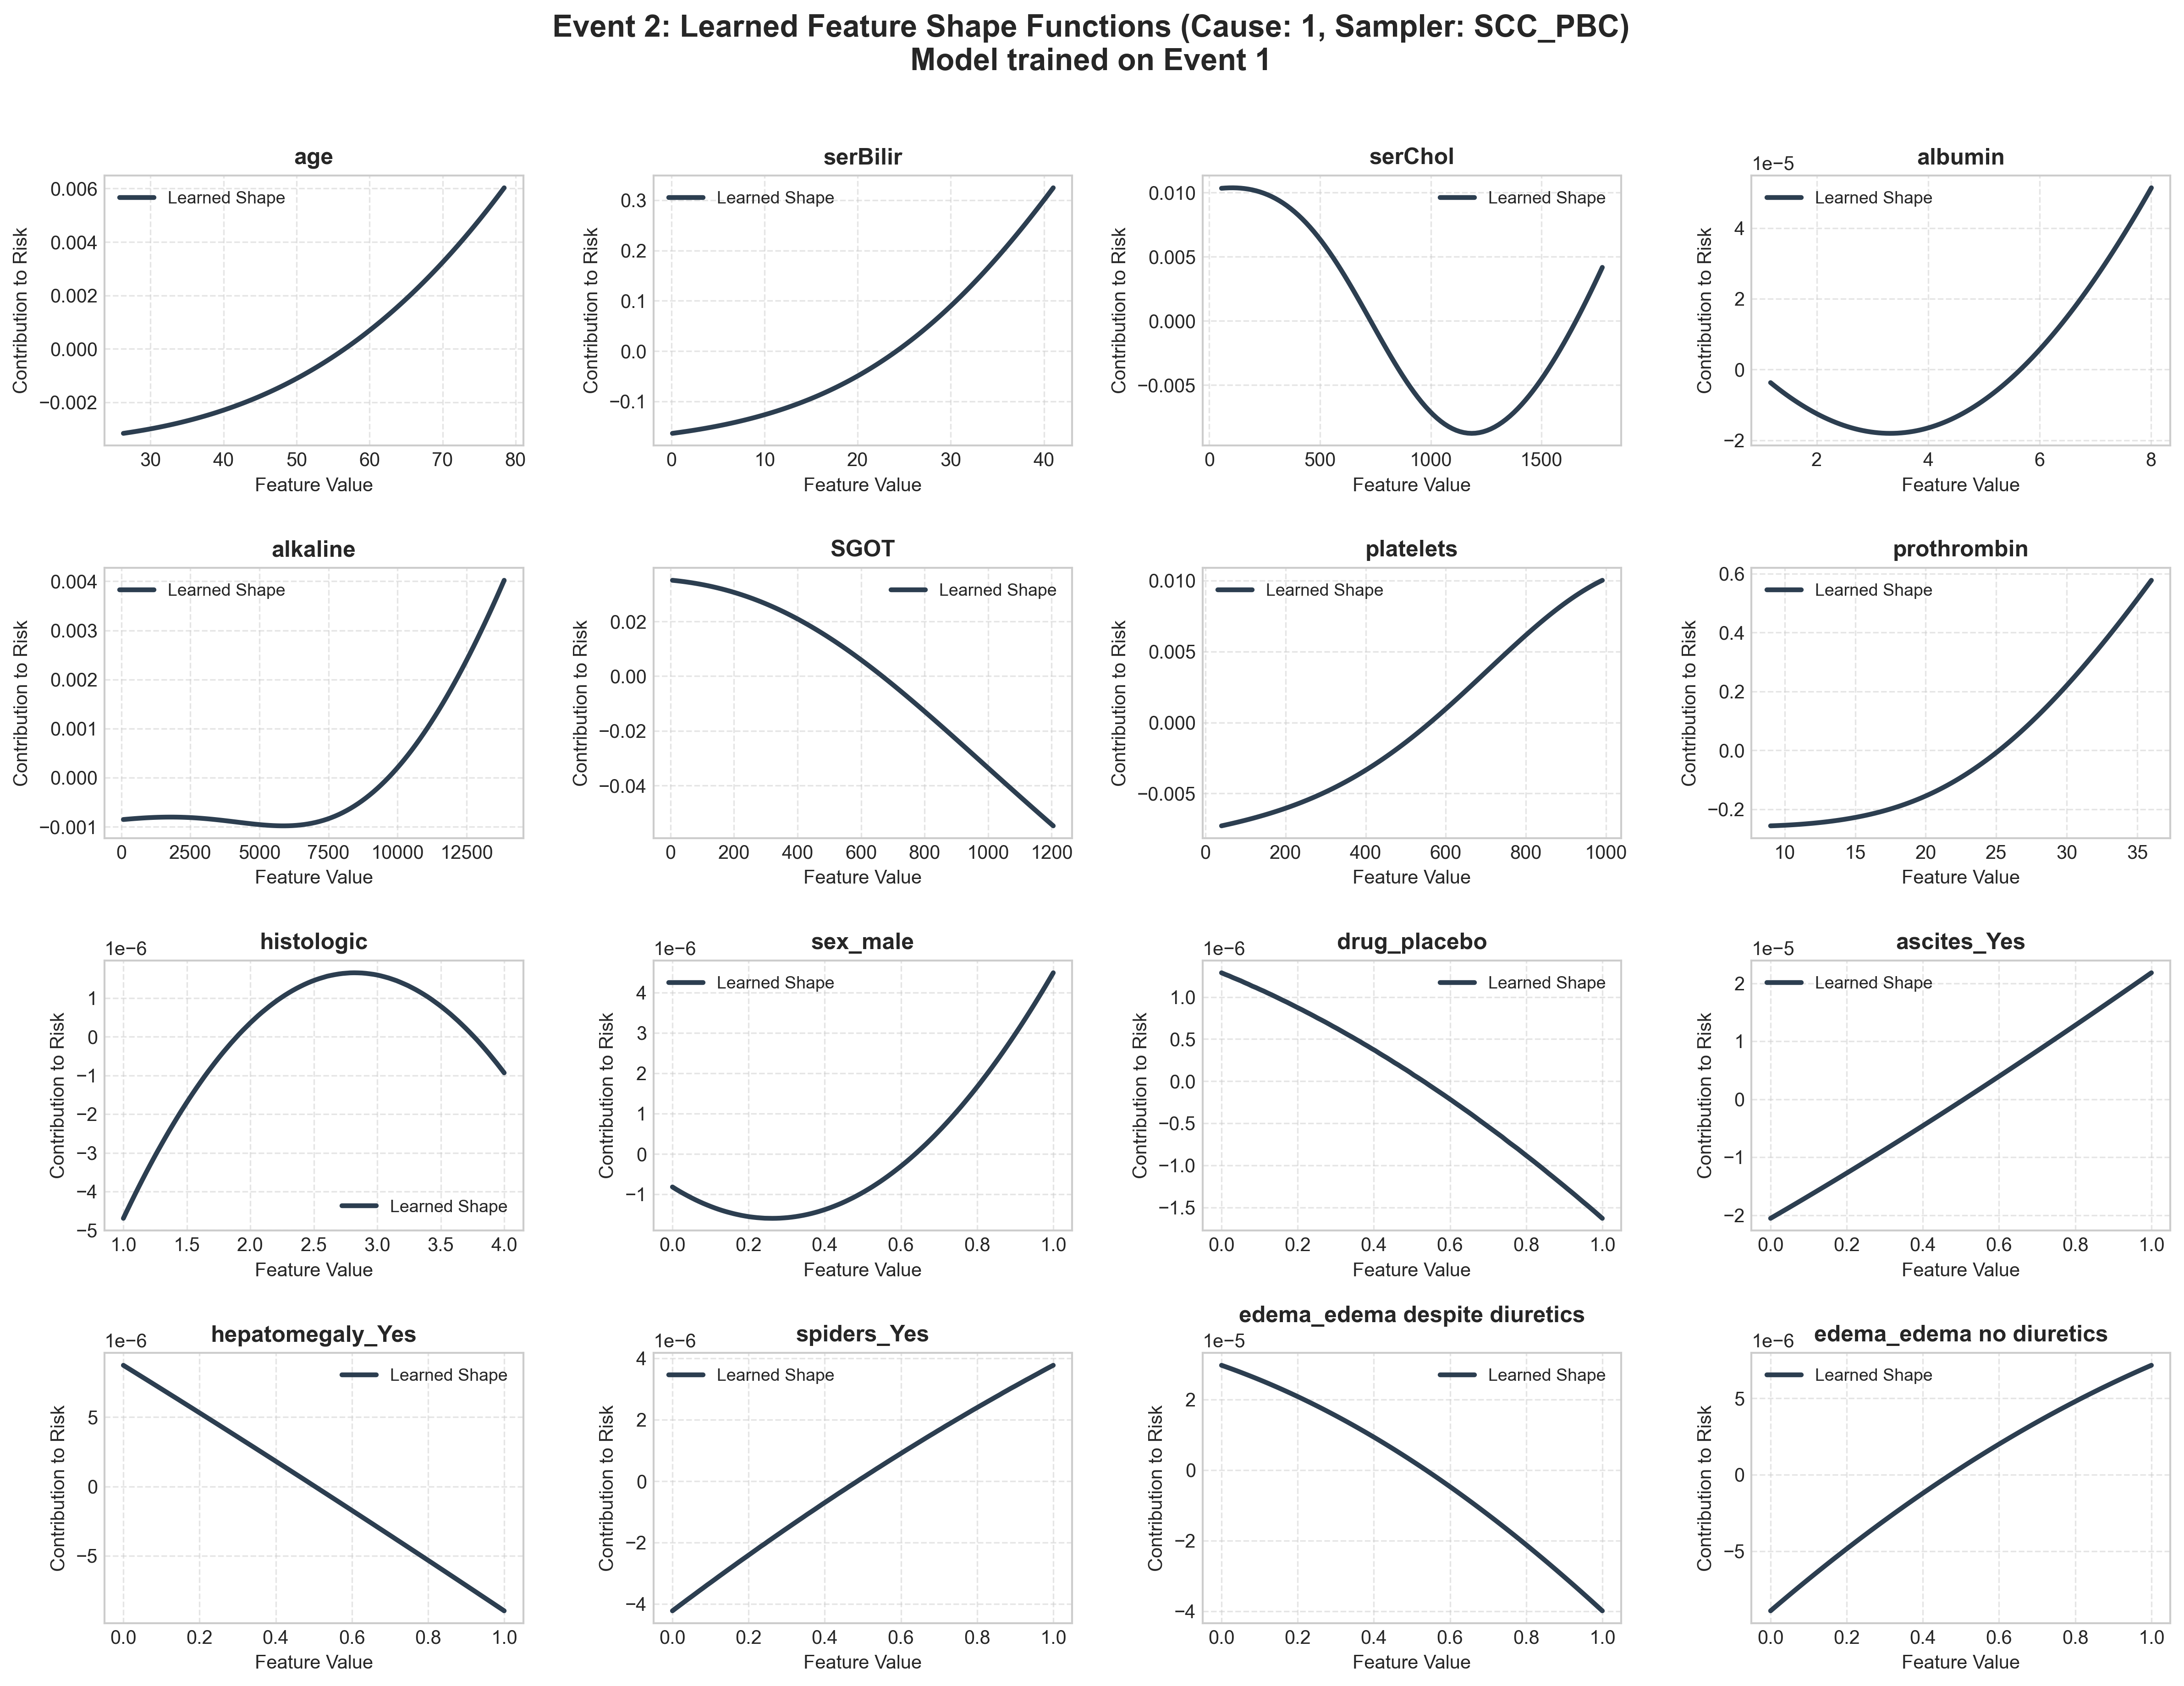 Event 2: Learned Feature Shape Functions (Cause: 1, Sampler: SCC_PBC)
Model trained on Event 1
age
Learned Shape
Contribution to Risk
0.006
0.004
0.002
0.000
−0.002
30 40 50 60 70 80
Feature Value
serBilir
Learned Shape
Contribution to Risk
0.3
0.2
0.1
0.0
−0.1
0 10 20 30 40
Feature Value
serChol
Learned Shape
Contribution to Risk
0.010
0.005
0.000
−0.005
0 500 1000 1500
Feature Value
albumin
1e−5
Learned Shape
Contribution to Risk
4
2
0
−2
2 4 6 8
Feature Value
alkaline
Learned Shape
Contribution to Risk
0.004
0.003
0.002
0.001
0.000
−0.001
0 2500 5000 7500 10000 12500
Feature Value
SGOT
Learned Shape
Contribution to Risk
0.02
0.00
−0.02
−0.04
0 200 400 600 800 1000 1200
Feature Value
platelets
Learned Shape
Contribution to Risk
0.010
0.005
0.000
−0.005
0 200 400 600 800 1000
Feature Value
prothrombin
Learned Shape
Contribution to Risk
0.6
0.4
0.2
0.0
−0.2
10 15 20 25 30 35
Feature Value
histologic
1e−6
Learned Shape
Contribution to Risk
1
0
−1
−2
−3
−4
−5
1.0 1.5 2.0 2.5 3.0 3.5 4.0
Feature Value
sex_male
1e−6
Learned Shape
Contribution to Risk
4
3
2
1
0
−1
0.0 0.2 0.4 0.6 0.8 1.0
Feature Value
drug_placebo
1e−6
Learned Shape
Contribution to Risk
1.0
0.5
0.0
−0.5
−1.0
−1.5
0.0 0.2 0.4 0.6 0.8 1.0
Feature Value
ascites_Yes
1e−5
Learned Shape
Contribution to Risk
2
1
0
−1
−2
0.0 0.2 0.4 0.6 0.8 1.0
Feature Value
hepatomegaly_Yes
1e−6
Learned Shape
Contribution to Risk
5
0
−5
0.0 0.2 0.4 0.6 0.8 1.0
Feature Value
spiders_Yes
1e−6
Learned Shape
Contribution to Risk
4
2
0
−2
−4
0.0 0.2 0.4 0.6 0.8 1.0
Feature Value
edema_edema despite diuretics
1e−5
Learned Shape
Contribution to Risk
2
0
−2
−4
0.0 0.2 0.4 0.6 0.8 1.0
Feature Value
edema_edema no diuretics
1e−6
Learned Shape
Contribution to Risk
5
0
−5
0.0 0.2 0.4 0.6 0.8 1.0
Feature Value